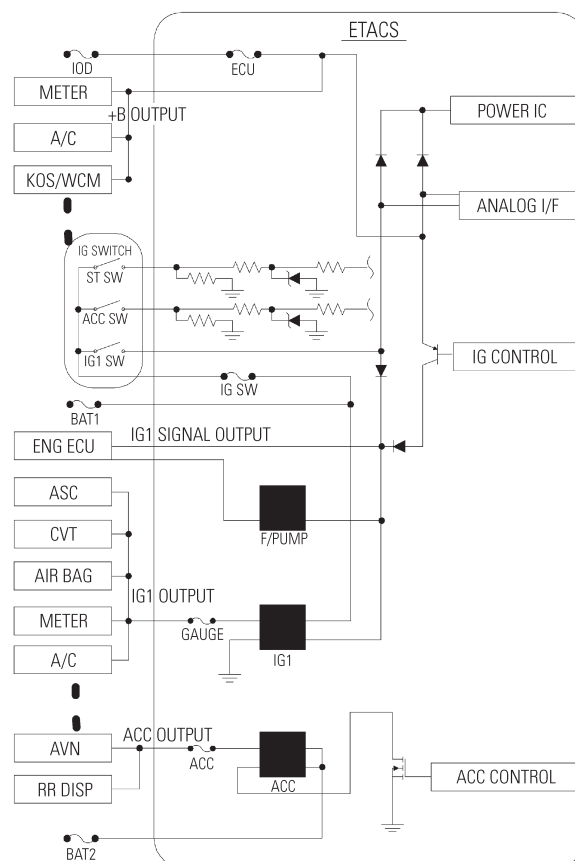 ETACS
IOD
ECU
METER
+B OUTPUT
POWER IC
A/C
KOS/WCM
ANALOG I/F
IG SWITCH
ST SW
ACC SW
IG1 SW
IG CONTROL
IG SW
BAT1
IG1 SIGNAL OUTPUT
ENG ECU
ASC
F/PUMP
CVT
AIR BAG
IG1 OUTPUT
METER
GAUGE
A/C
IG1
ACC OUTPUT
AVN
ACC
RR DISP
ACC
ACC CONTROL
BAT2